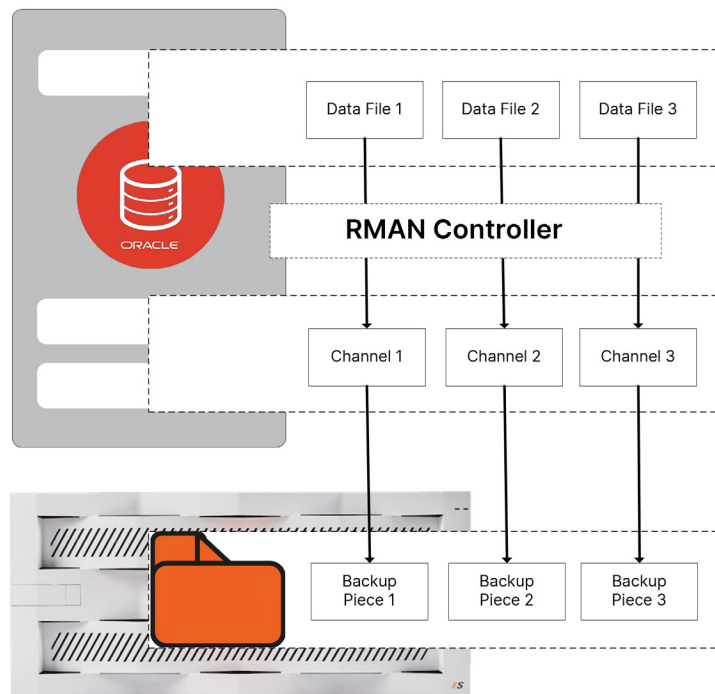 Data File 1
Data File 2
Data File 3
ORACLE
RMAN Controller
Channel 1
Channel 2
Channel 3
Backup
Piece 1
Backup
Piece 2
Backup
Piece 3
//S